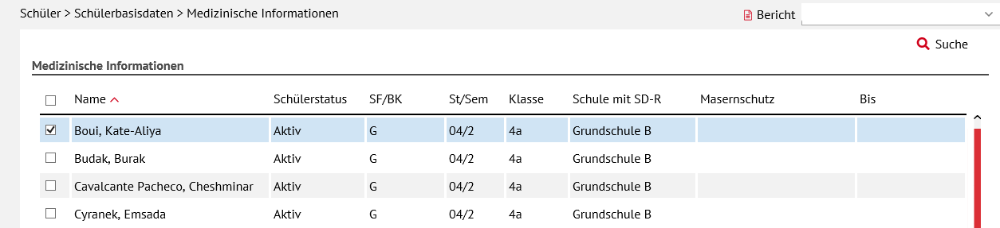 Schüler > Schülerbasisdaten > Medizinische Informationen
Bericht
Suche
Medizinische Informationen
Name Schülerstatus SF/BK St/Sem Klasse Schule mit SD-R Masernschutz Bis
Boui, Kate-Aliya Aktiv G 04/2 4a Grundschule B
Budak, Burak Aktiv G 04/2 4a Grundschule B
Cavalcante Pacheco, Cheshminar Aktiv G 04/2 4a Grundschule B
Cyranek, Emsada Aktiv G 04/2 4a Grundschule B